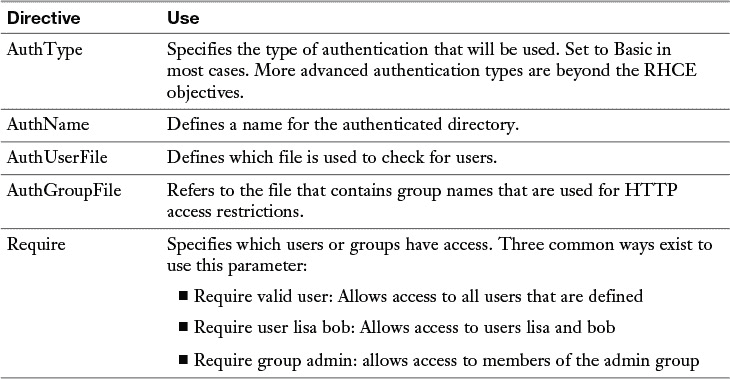 Directive Use
AuthType Specifies the type of authentication that will be used. Set to Basic in
most cases. More advanced authentication types are beyond the RHCE
objectives.
AuthName Defines a name for the authenticated directory.
AuthUserFile Defines which file is used to check for users.
AuthGroupFile Refers to the file that contains group names that are used for HTTP
access restrictions.
Require Specifies which users or groups have access. Three common ways exist to
use this parameter:
■ Require valid user: Allows access to all users that are defined
■ Require user lisa bob: Allows access to users lisa and bob
■ Require group admin: allows access to members of the admin group